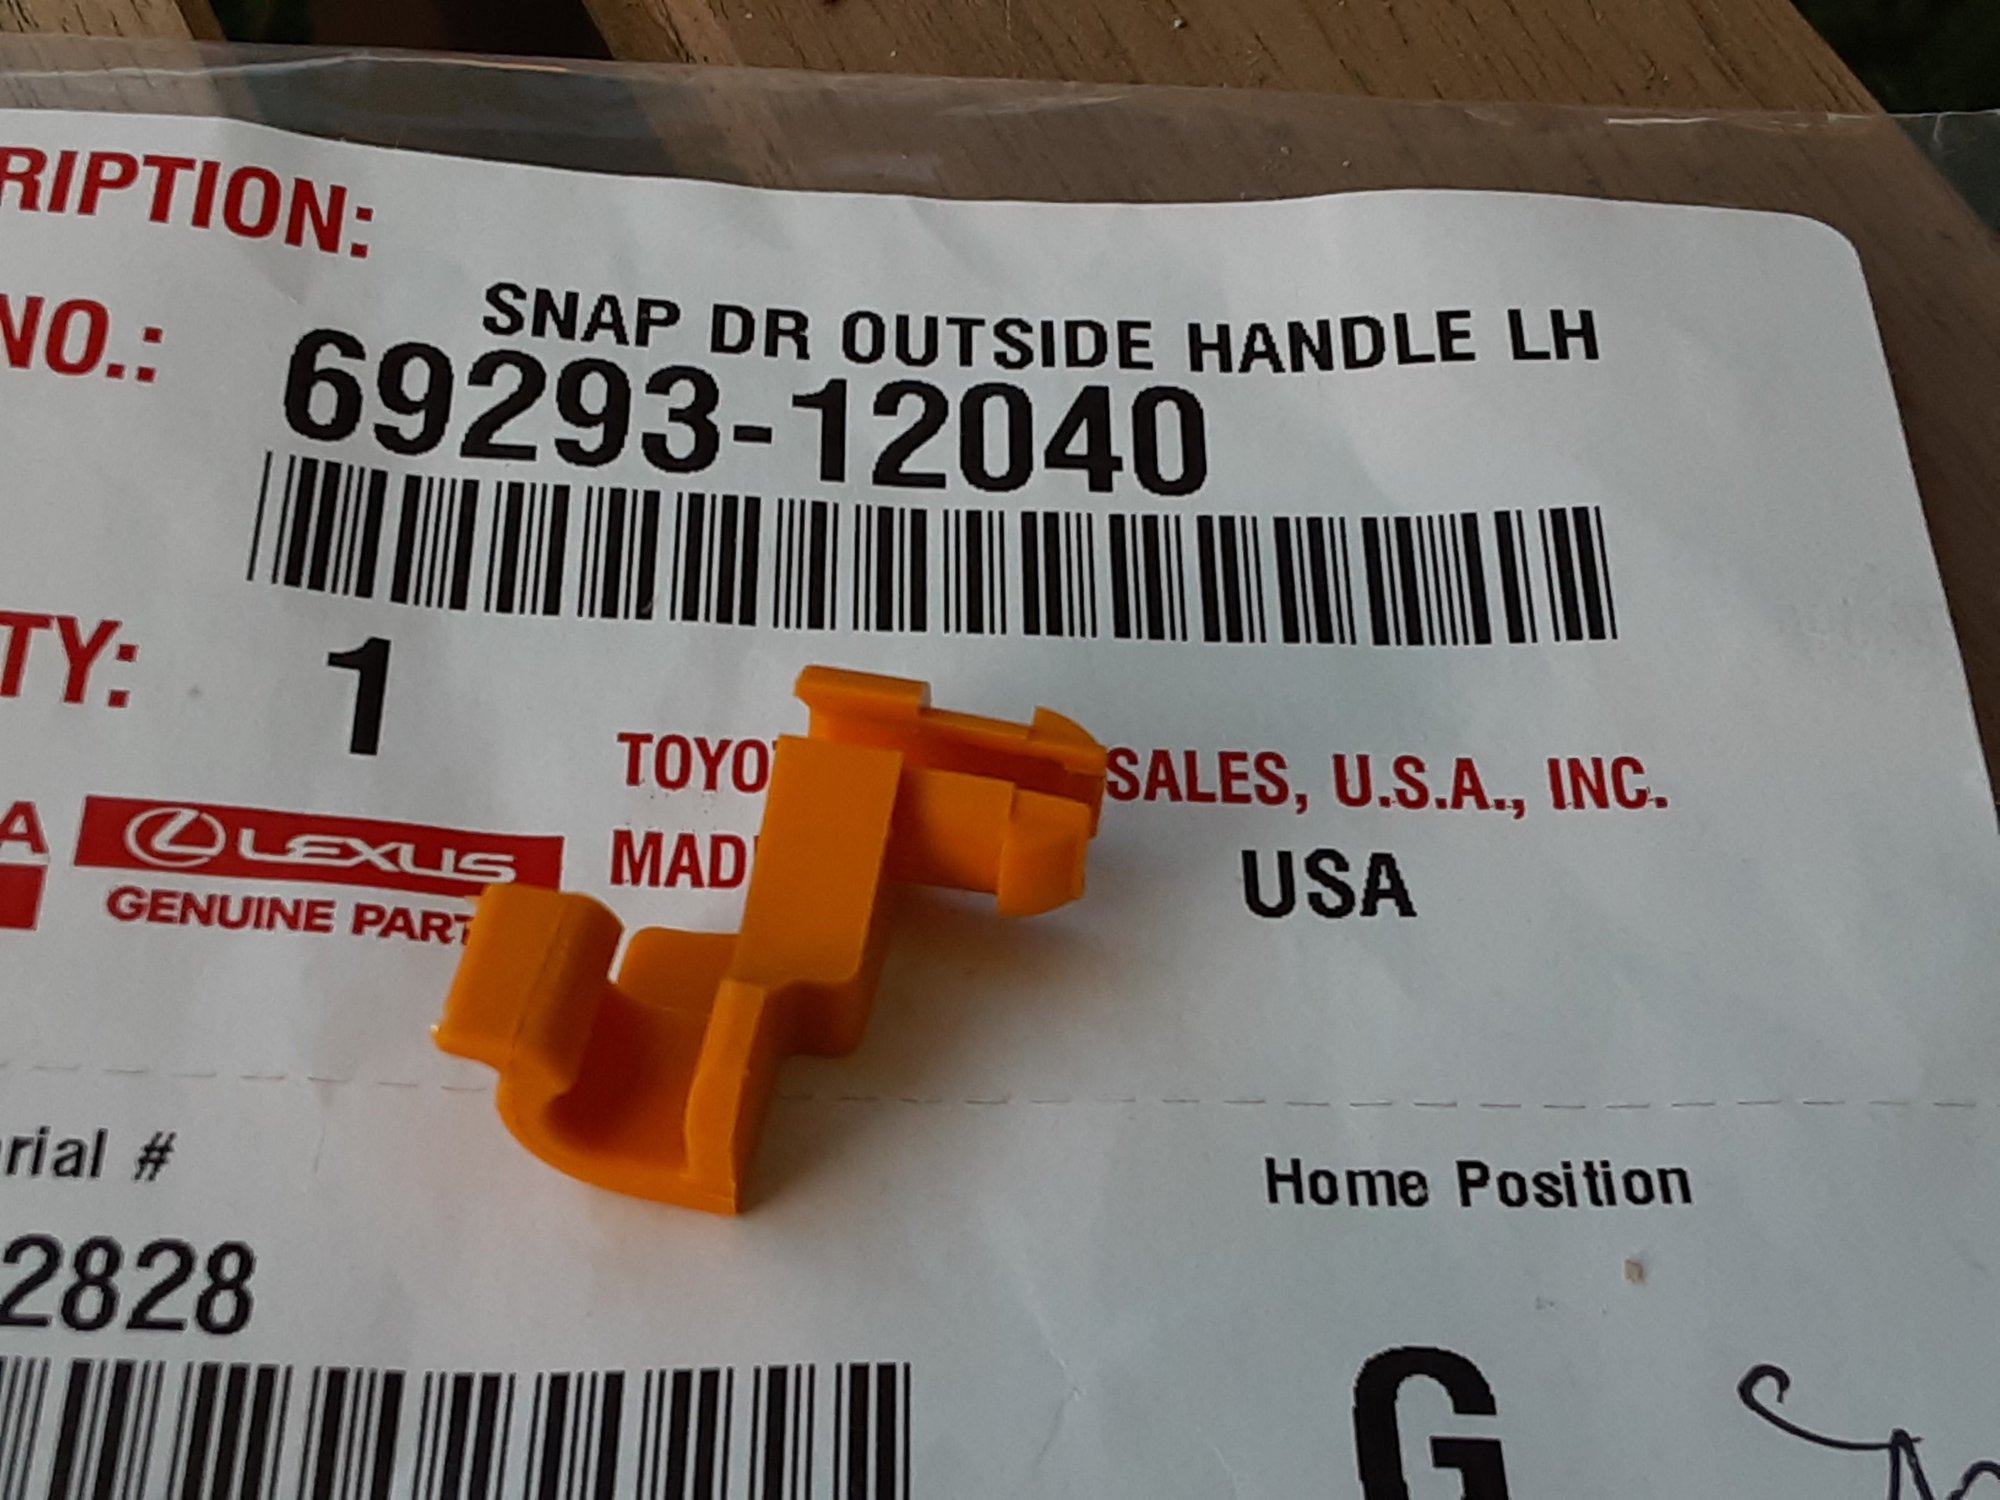 RIPTION:
SNAP DR OUTSIDE HANDLE LH
NO.:
69293-12040
TY:
1
TOYO SALES, U.S.A., INC.
A
LEXUS
MAD
USA
GENUINE PART
rial #
Home Position
2828
G